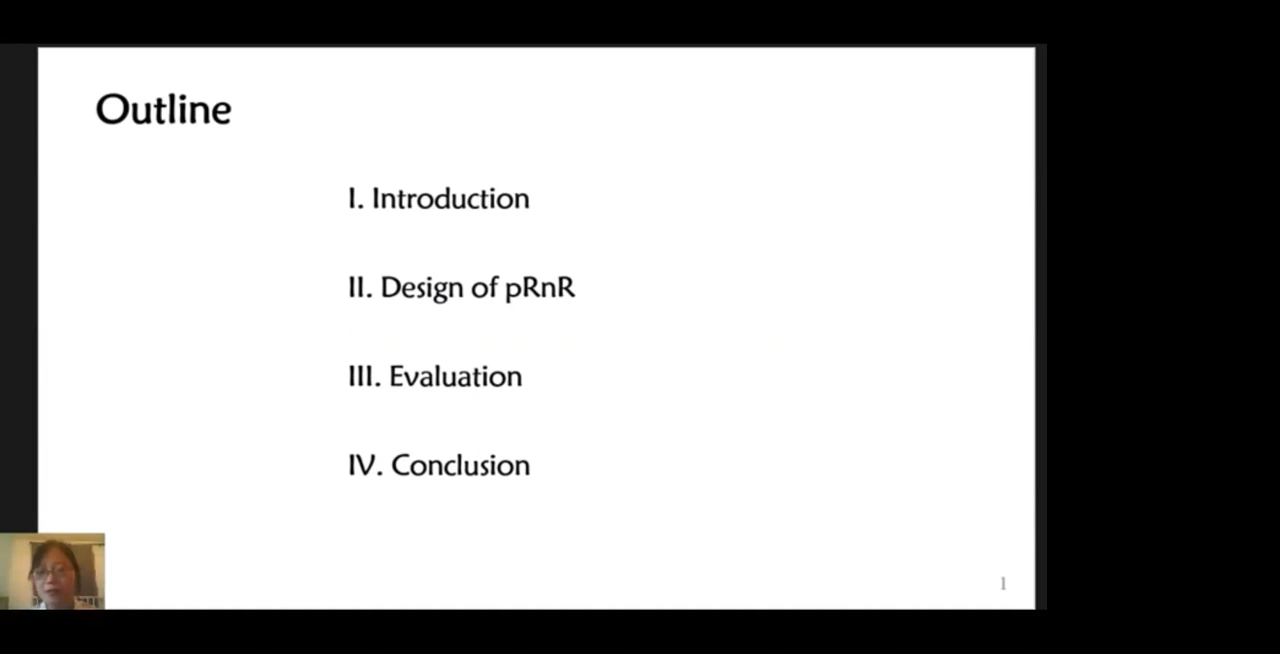 Outline
I. Introduction
II. Design of pRnR
III. Evaluation
IV. Conclusion
1